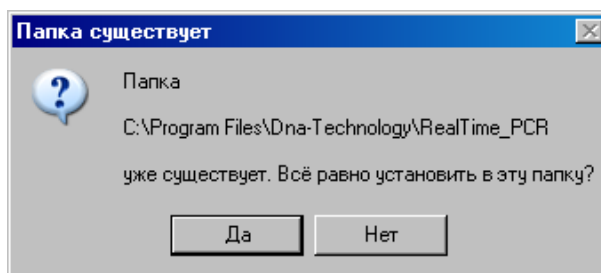 Папка существует
Папка
C:\Program Files\Dna-Technology\RealTime_PCR
уже существует. Всё равно установить в эту папку?
Да
Нет